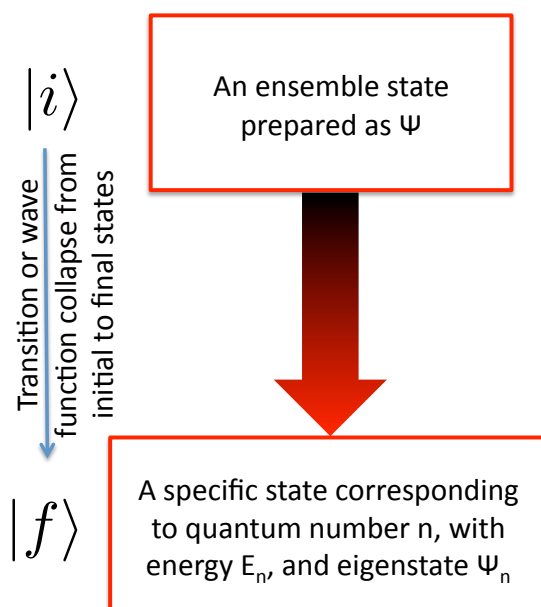 |i⟩
An ensemble state
prepared as Ψ
Transition or wave
function collapse from
initial to final states
|f⟩
A specific state corresponding
to quantum number n, with
energy Eₙ, and eigenstate Ψₙ